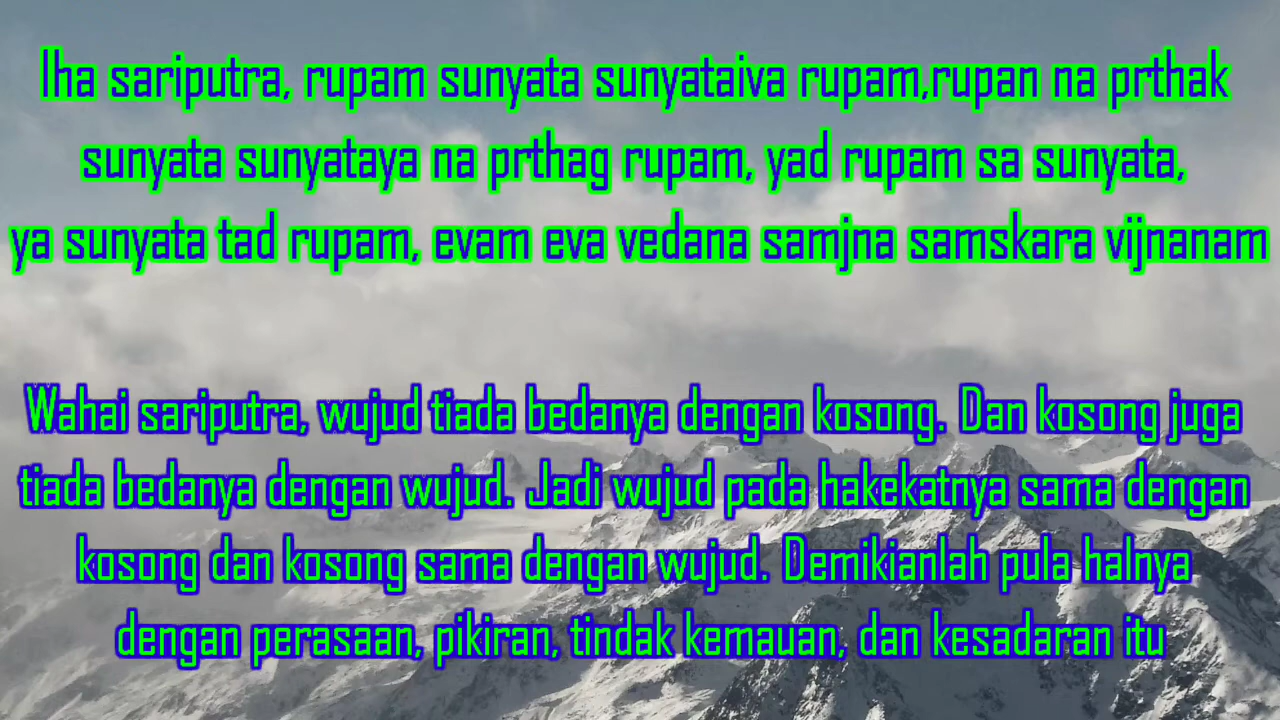 Iha sariputra, rupam sunyata sunyataiva rupam,rupan na prthak
sunyata sunyataya na prthag rupam, yad rupam sa sunyata,
ya sunyata tad rupam, evam eva vedana samjna samskara vijnanam
Wahai sariputra, wujud tiada bedanya dengan kosong. Dan kosong juga
tiada bedanya dengan wujud. Jadi wujud pada hakekatnya sama dengan
kosong dan kosong sama dengan wujud. Demikianlah pula halnya
dengan perasaan, pikiran, tindak kemauan, dan kesadaran itu